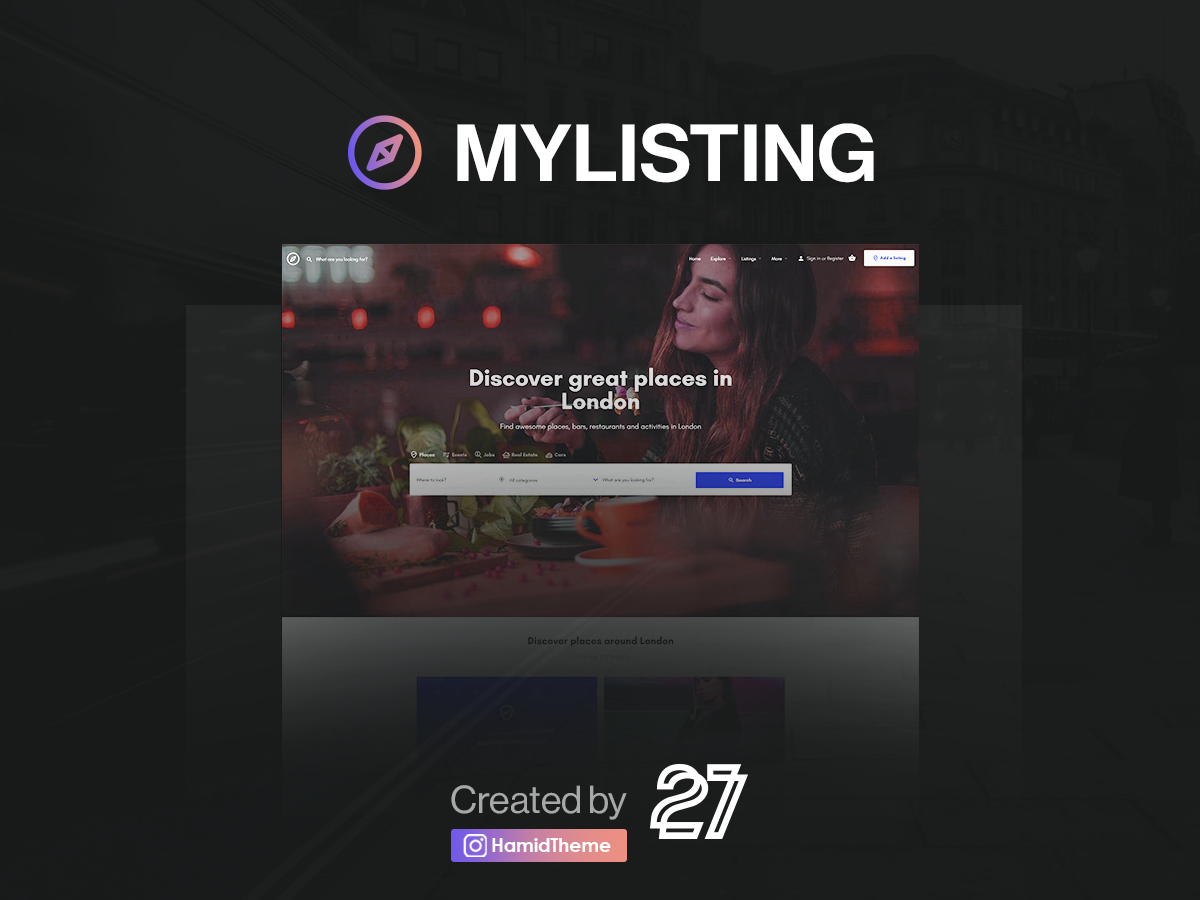 MYLISTING
What are you looking for?
Home Explore Listings More Sign in or Register Add a listing
Discover great places in
London
Find awesome places, bars, restaurants and activities in London
Places Events Jobs Real Estate Cars
Where to look? All categories What are you looking for? Search
Discover places around London
Created by 27
HamidTheme